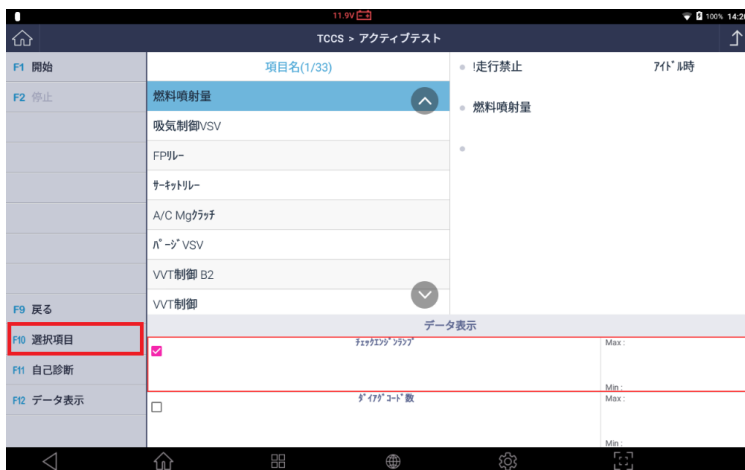 11.9V
100% 14:20
TCCS > アクティブテスト
F1 開始
F2 停止
F9 戻る
F10 選択項目
F11 自己診断
F12 データ表示
項目名(1/33)
燃料噴射量
吸気制御VSV
FPﾘﾚｰ
ｻｰｷｯﾄﾘﾚｰ
A/C Mgｸﾗｯﾁ
ﾊﾟｰｼﾞVSV
VVT制御 B2
VVT制御
!走行禁止 ｱｲﾄﾞﾙ時
燃料噴射量
データ表示
ﾁｪｯｸｴﾝｼﾞﾝﾗﾝﾌﾟ
Max :
Min :
ﾀﾞｲｱｸﾞｺｰﾄﾞ数
Max :
Min :